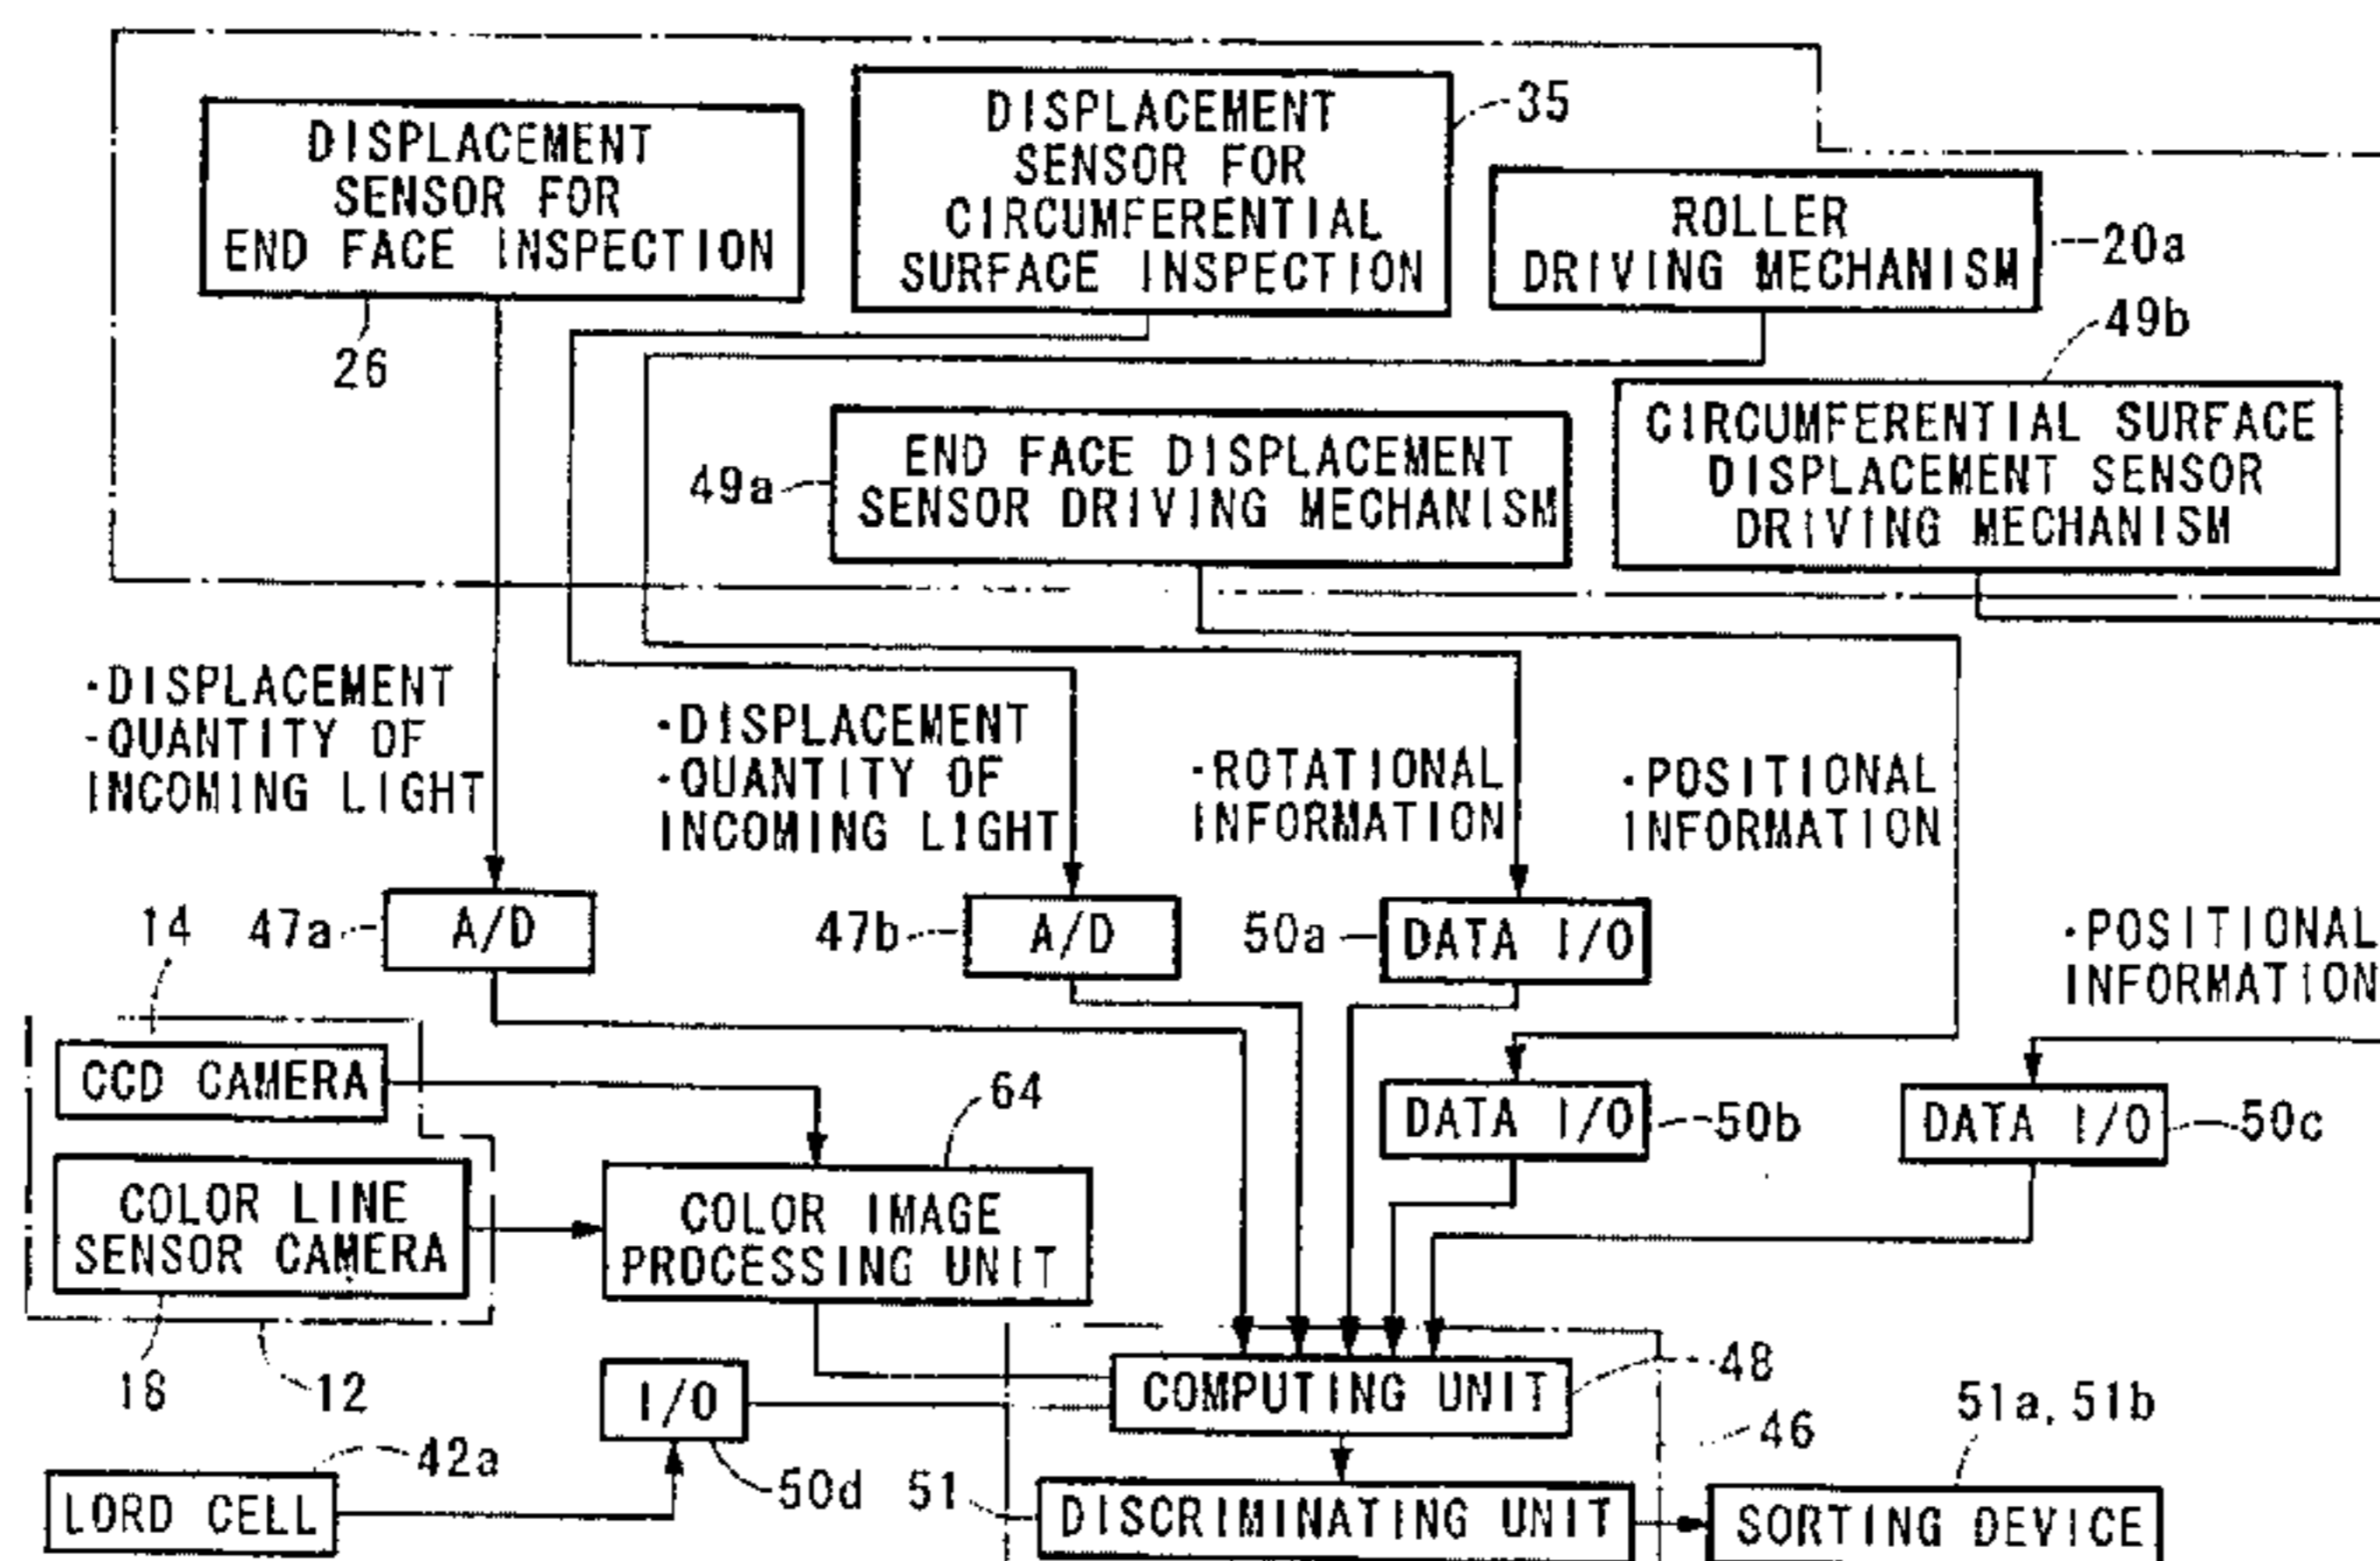 DISPLACEMENT
SENSOR FOR
END FACE INSPECTION
26
DISPLACEMENT
SENSOR FOR
CIRCUMFERENTIAL
SURFACE INSPECTION
35
ROLLER
DRIVING MECHANISM
20a
49b
49a
END FACE DISPLACEMENT
SENSOR DRIVING MECHANISM
CIRCUMFERENTIAL SURFACE
DISPLACEMENT SENSOR
DRIVING MECHANISM
·DISPLACEMENT
·QUANTITY OF
INCOMING LIGHT
·DISPLACEMENT
·QUANTITY OF
INCOMING LIGHT
·ROTATIONAL
INFORMATION
·POSITIONAL
INFORMATION
·POSITIONAL
INFORMATION
14
47a
A/D
47b
A/D
50a
DATA I/O
CCD CAMERA
64
DATA I/O
50b
DATA I/O
50c
COLOR LINE
SENSOR CAMERA
COLOR IMAGE
PROCESSING UNIT
18
12
I/O
COMPUTING UNIT
48
46
51a, 51b
42a
50d
51
LORD CELL
DISCRIMINATING UNIT
SORTING DEVICE